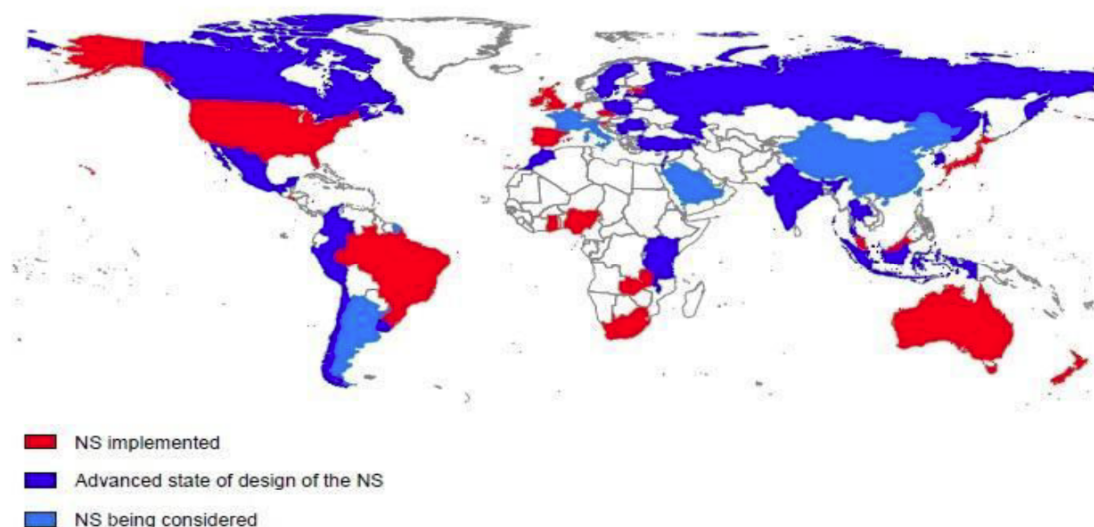 NS implemented
Advanced state of design of the NS
NS being considered